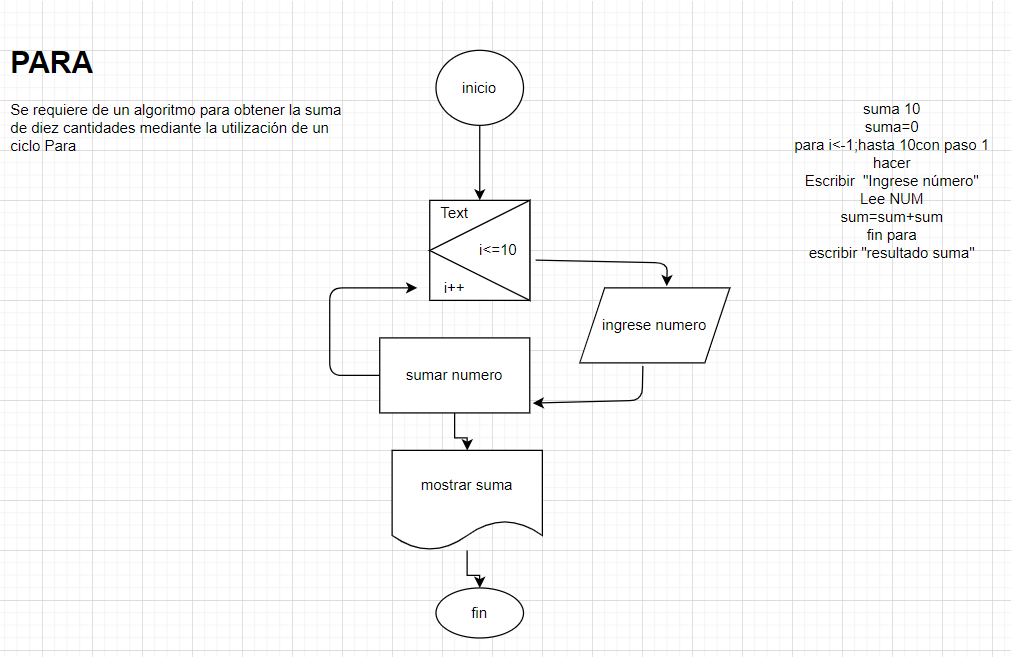 PARA
Se requiere de un algoritmo para obtener la suma
de diez cantidades mediante la utilización de un
ciclo Para
inicio
Text
i<=10
i++
ingrese numero
sumar numero
mostrar suma
fin
suma 10
suma=0
para i<-1;hasta 10con paso 1
hacer
Escribir  "Ingrese número"
Lee NUM
sum=sum+sum
fin para
escribir "resultado suma"